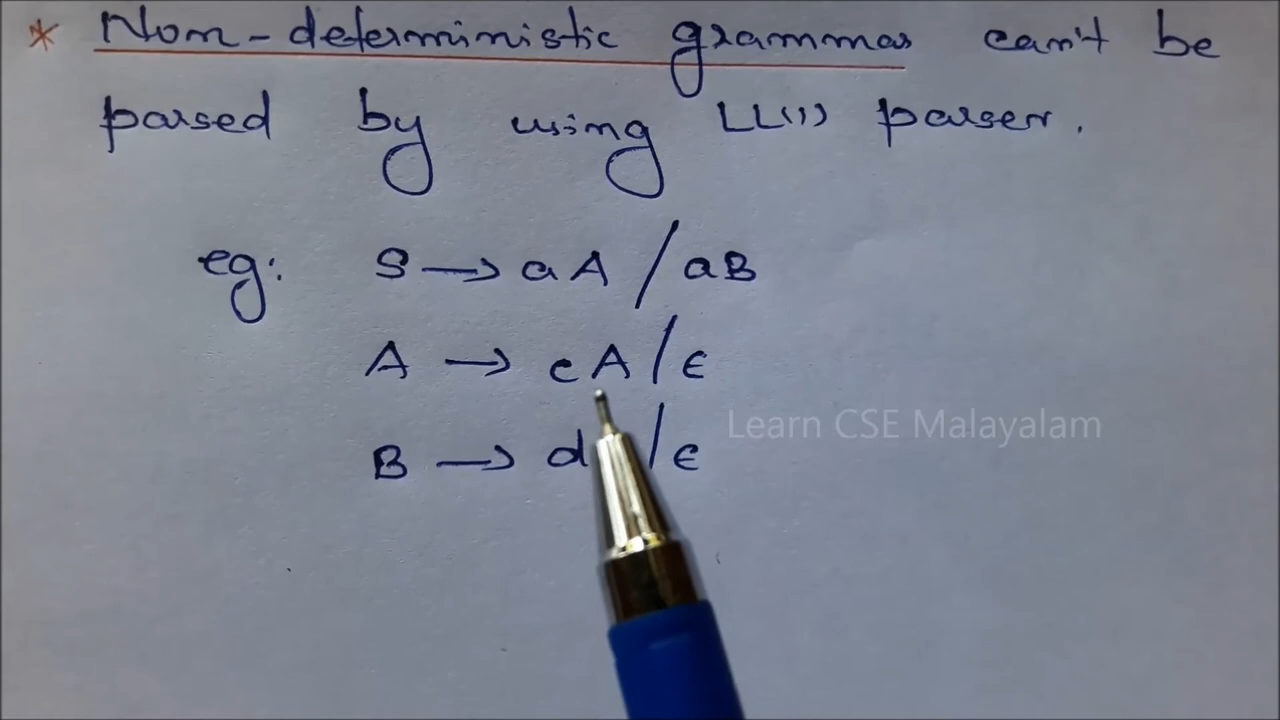 * Non-deterministic grammar can't be
parsed by using LL(1) parser.
eg: S → aA / aB
A → cA / ϵ
Learn CSE Malayalam
B → d / ϵ